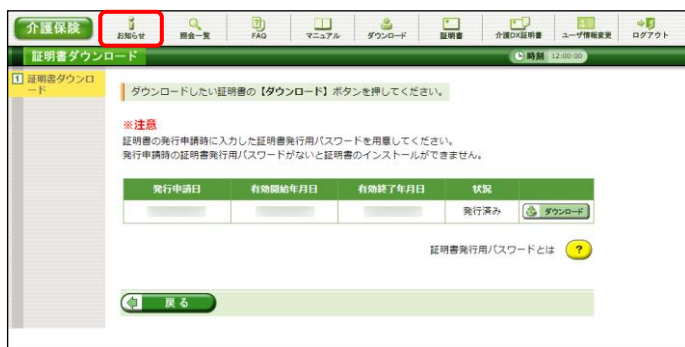 介護保険
お知らせ
照会一覧
FAQ
マニュアル
ダウンロード
証明書
介護DX証明書
ユーザ情報変更
ログアウト
証明書ダウンロード
時刻 12:00:00
1 証明書ダウンロ
ード
ダウンロードしたい証明書の【ダウンロード】ボタンを押してください。
※注意
証明書の発行申請時に入力した証明書発行用パスワードを用意してください。
発行申請時の証明書発行用パスワードがないと証明書のインストールができません。
発行申請日 有効開始年月日 有効終了年月日 状況
発行済み ダウンロード
証明書発行用パスワードとは ?
戻る